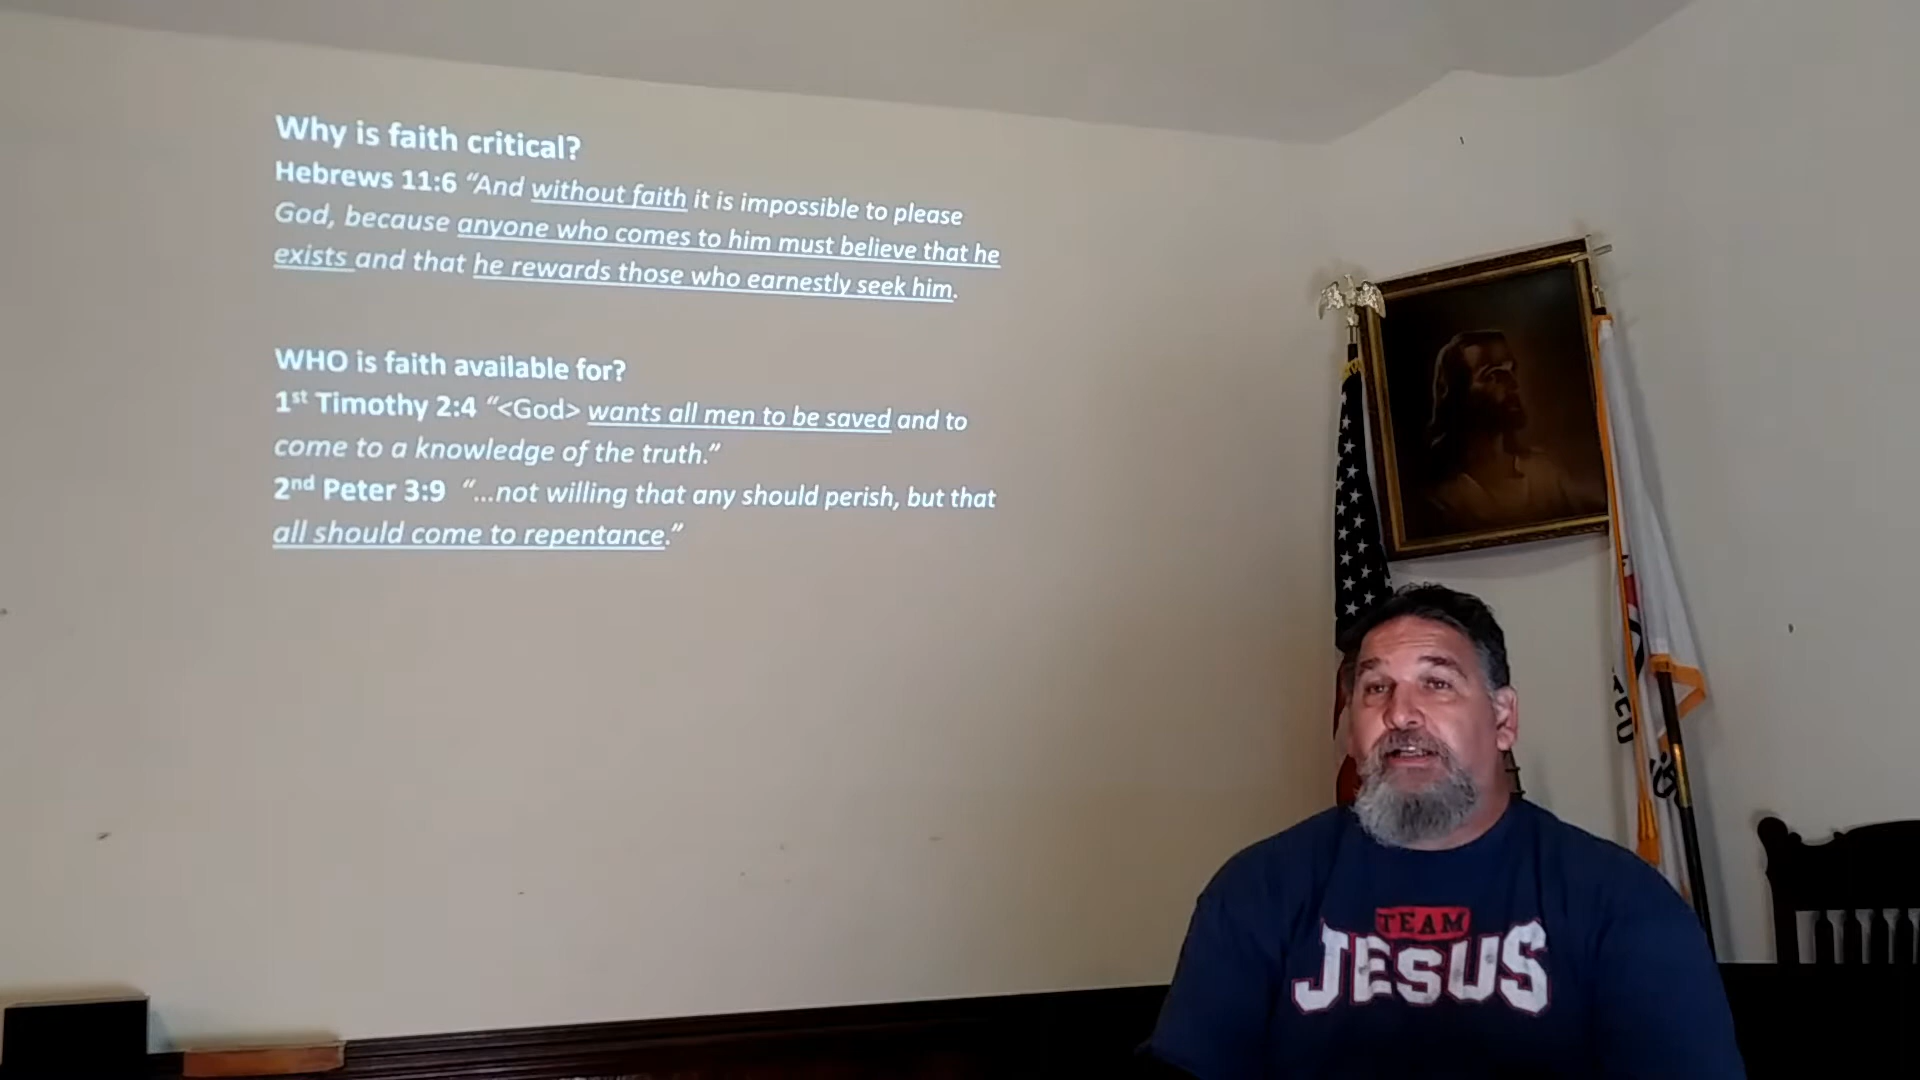 Why is faith critical?
Hebrews 11:6 “And without faith it is impossible to please
God, because anyone who comes to him must believe that he
exists and that he rewards those who earnestly seek him.
WHO is faith available for?
1st Timothy 2:4 “<God> wants all men to be saved and to
come to a knowledge of the truth.”
2nd Peter 3:9 “...not willing that any should perish, but that
all should come to repentance.”
TEAM
JESUS